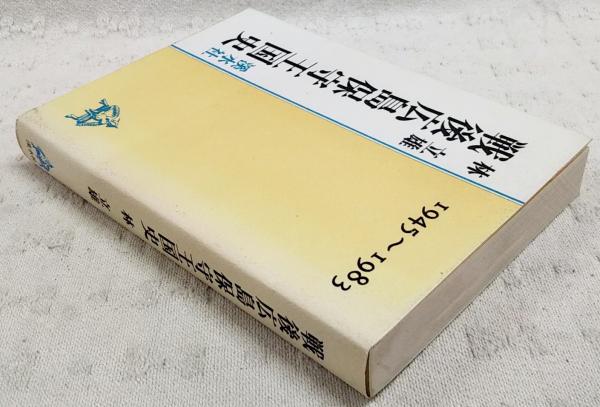 戦後広島保守王国史
林立雄
溪水社
1945〜1983
戦後広島保守王国史 林立雄